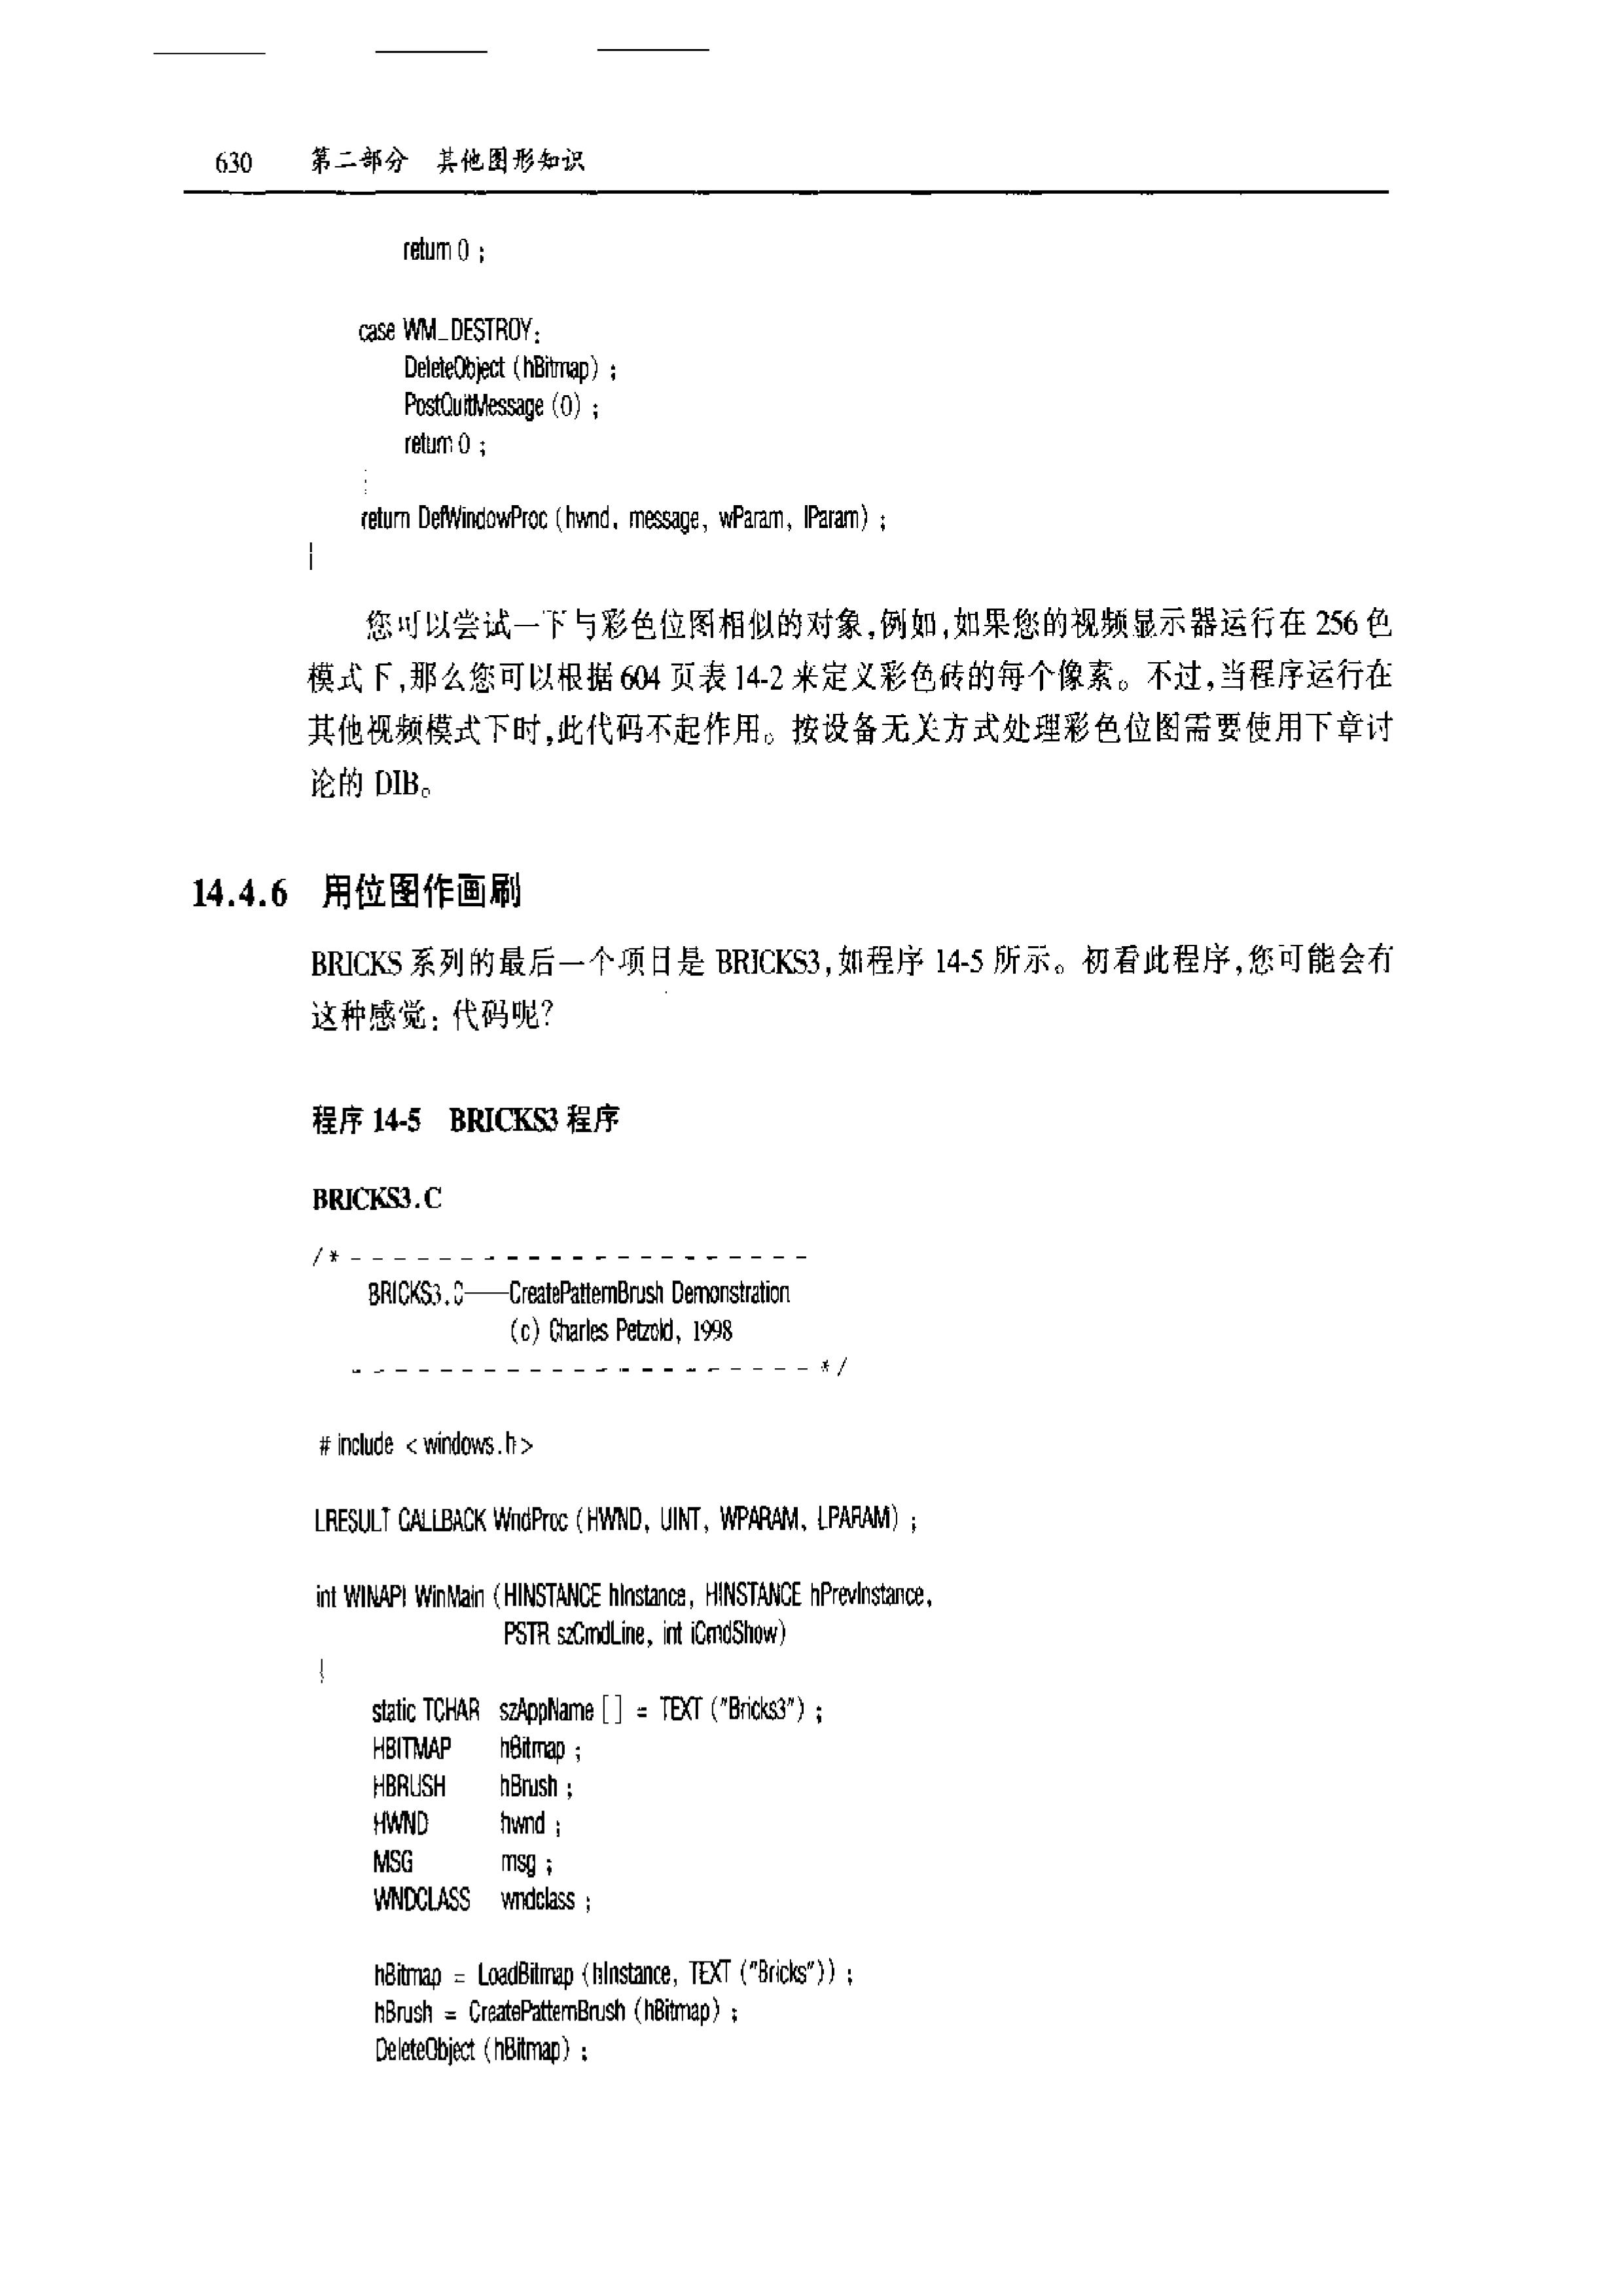 630 第二部分 其他图形知识
return 0 ;
case WM_DESTROY:
DeleteObject (hBitmap) ;
PostQuitMessage (0) ;
return 0 ;
}
return DefWindowProc (hwnd, message, wParam, lParam) ;
}
您可以尝试一下与彩色位图相似的对象,例如,如果您的视频显示器运行在 256 色
模式下,那么您可以根据 604 页表 14-2 来定义彩色砖的每个像素。不过,当程序运行在
其他视频模式下时,此代码不起作用。按设备无关方式处理彩色位图需要使用下章讨
论的 DIB。
14.4.6 用位图作画刷
BRICKS 系列的最后一个项目是 BRICKS3,如程序 14-5 所示。初看此程序,您可能会有
这种感觉: 代码呢?
程序 14-5 BRICKS3 程序
BRICKS3.C
/* - - - - - - - - - - - - - - - - - - - - -
BRICKS3.C——CreatePatternBrush Demonstration
(c) Charles Petzold, 1998
- - - - - - - - - - - - - - - - - - - - - */
# include <windows.h>
LRESULT CALLBACK WndProc (HWND, UINT, WPARAM, LPARAM) ;
int WINAPI WinMain (HINSTANCE hInstance, HINSTANCE hPrevInstance,
PSTR szCmdLine, int iCmdShow)
{
static TCHAR szAppName [ ] = TEXT ("Bricks3") ;
HBITMAP hBitmap ;
HBRUSH hBrush ;
HWND hwnd ;
MSG msg ;
WNDCLASS wndclass ;
hBitmap = LoadBitmap (hInstance, TEXT ("Bricks")) ;
hBrush = CreatePatternBrush (hBitmap) ;
DeleteObject (hBitmap) ;